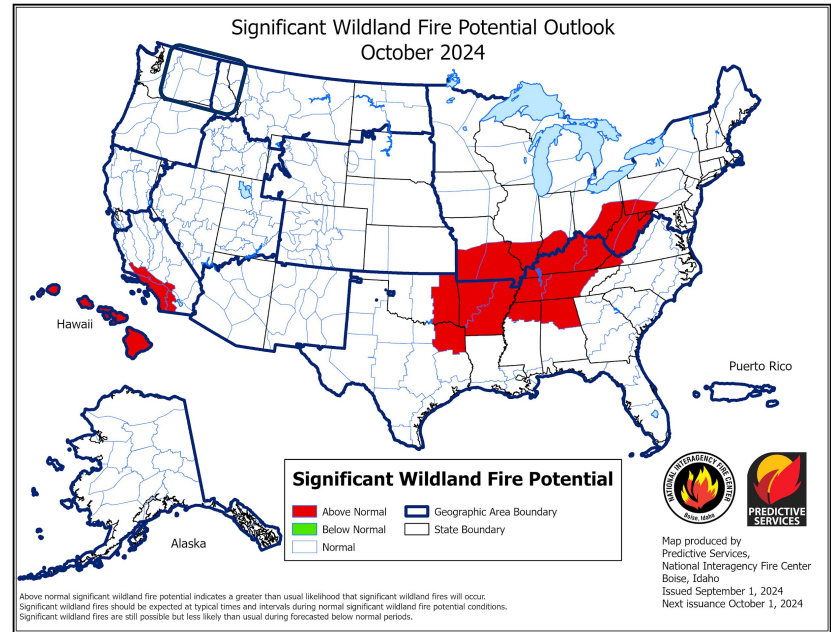 Significant Wildland Fire Potential Outlook
October 2024
Hawaii
Puerto Rico
Alaska
Significant Wildland Fire Potential
Above Normal
Below Normal
Normal
Geographic Area Boundary
State Boundary
NATIONAL INTERAGENCY FIRE CENTER
Boise, Idaho
PREDICTIVE
SERVICES
Map produced by
Predictive Services,
National Interagency Fire Center
Boise, Idaho
Issued September 1, 2024
Next issuance October 1, 2024
Above normal significant wildland fire potential indicates a greater than usual likelihood that significant wildland fires will occur.
Significant wildland fires should be expected at typical times and intervals during normal significant wildland fire potential conditions.
Significant wildland fires are still possible but less likely than usual during forecasted below normal periods.